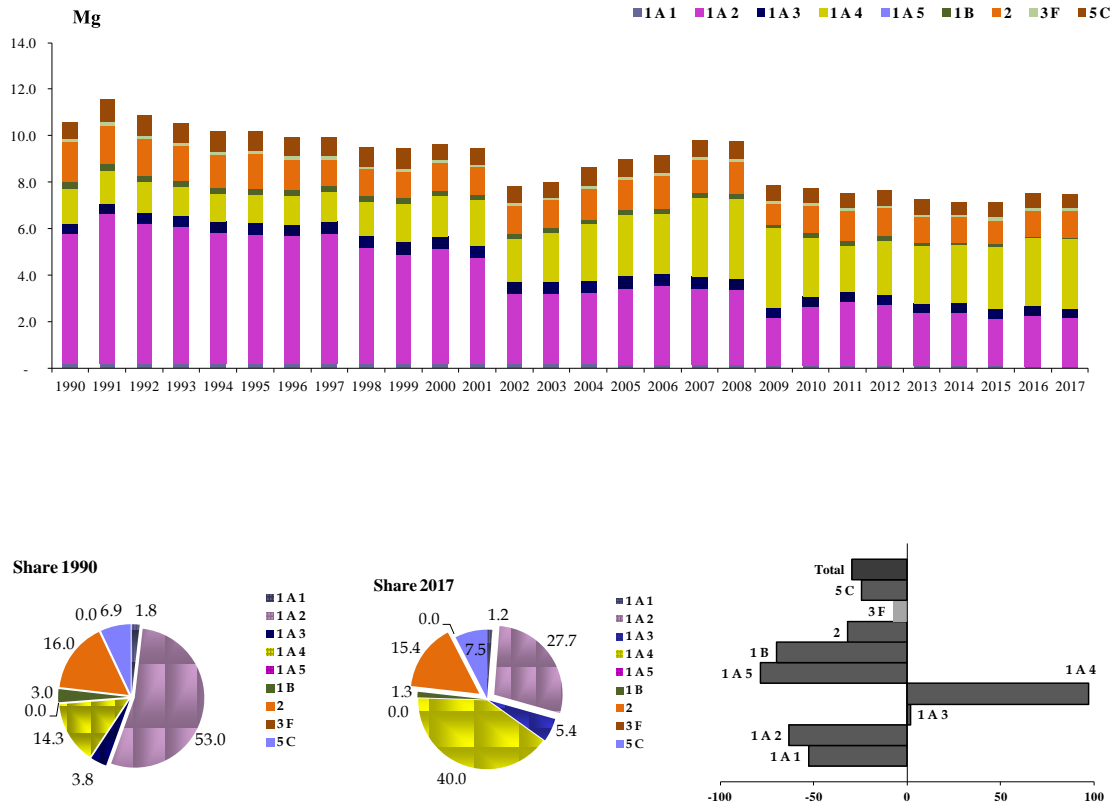 Mg
1 A 1 1 A 2 1 A 3 1 A 4 1 A 5 1 B 2 3 F 5 C
14.0
12.0
10.0
8.0
6.0
4.0
2.0
-
1990 1991 1992 1993 1994 1995 1996 1997 1998 1999 2000 2001 2002 2003 2004 2005 2006 2007 2008 2009 2010 2011 2012 2013 2014 2015 2016 2017
Share 1990
0.0 6.9 1.8
16.0
3.0
0.0
14.3
3.8
53.0
1 A 1
1 A 2
1 A 3
1 A 4
1 A 5
1 B
2
3 F
5 C
Share 2017
0.0
7.5
1.2
27.7
15.4
1.3
0.0
5.4
40.0
1 A 1
1 A 2
1 A 3
1 A 4
1 A 5
1 B
2
3 F
5 C
Total
5 C
3 F
2
1 B
1 A 5
1 A 4
1 A 3
1 A 2
1 A 1
-100 -50 0 50 100